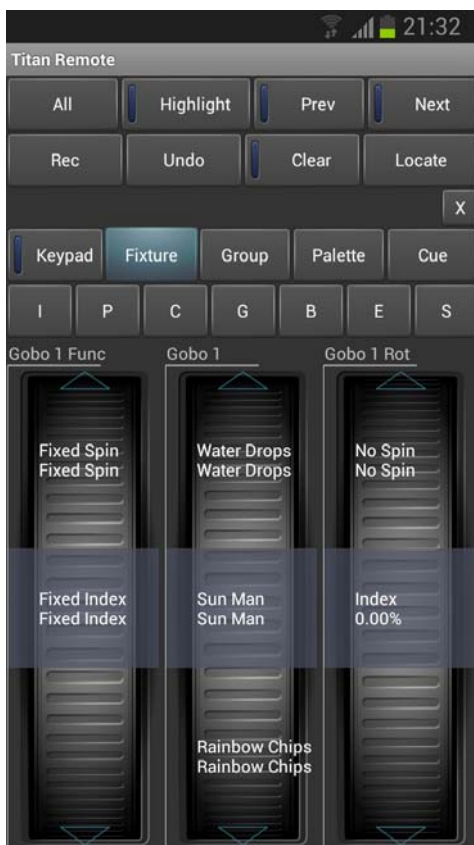 21:32
Titan Remote
All Highlight Prev Next
Rec Undo Clear Locate
X
Keypad Fixture Group Palette Cue
I P C G B E S
Gobo 1 Func Gobo 1 Gobo 1 Rot
Fixed Spin Water Drops No Spin
Fixed Spin Water Drops No Spin
Fixed Index Sun Man Index
Fixed Index Sun Man 0.00%
Rainbow Chips
Rainbow Chips